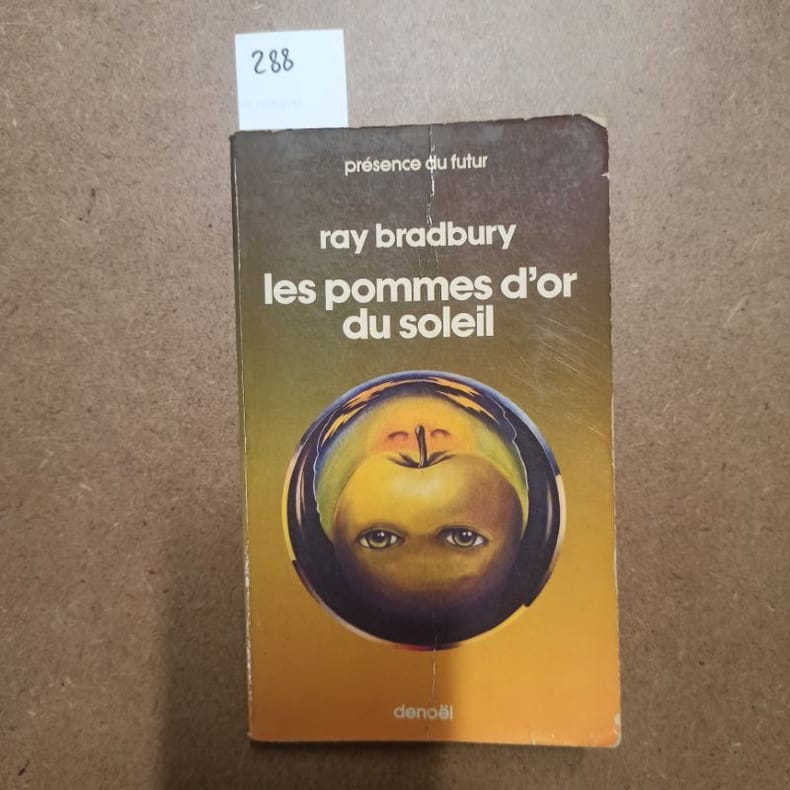 288
présence du futur
ray bradbury
les pommes d'or
du soleil
denoël